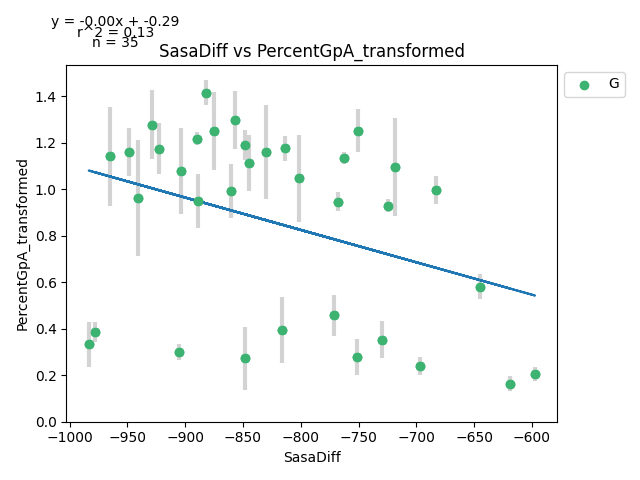 y = -0.00x + -0.29
r^2 = 0.13
n = 35
SasaDiff vs PercentGpA_transformed
G
PercentGpA_transformed
1.4
1.2
1.0
0.8
0.6
0.4
0.2
0.0
−1000 −950 −900 −850 −800 −750 −700 −650 −600
SasaDiff